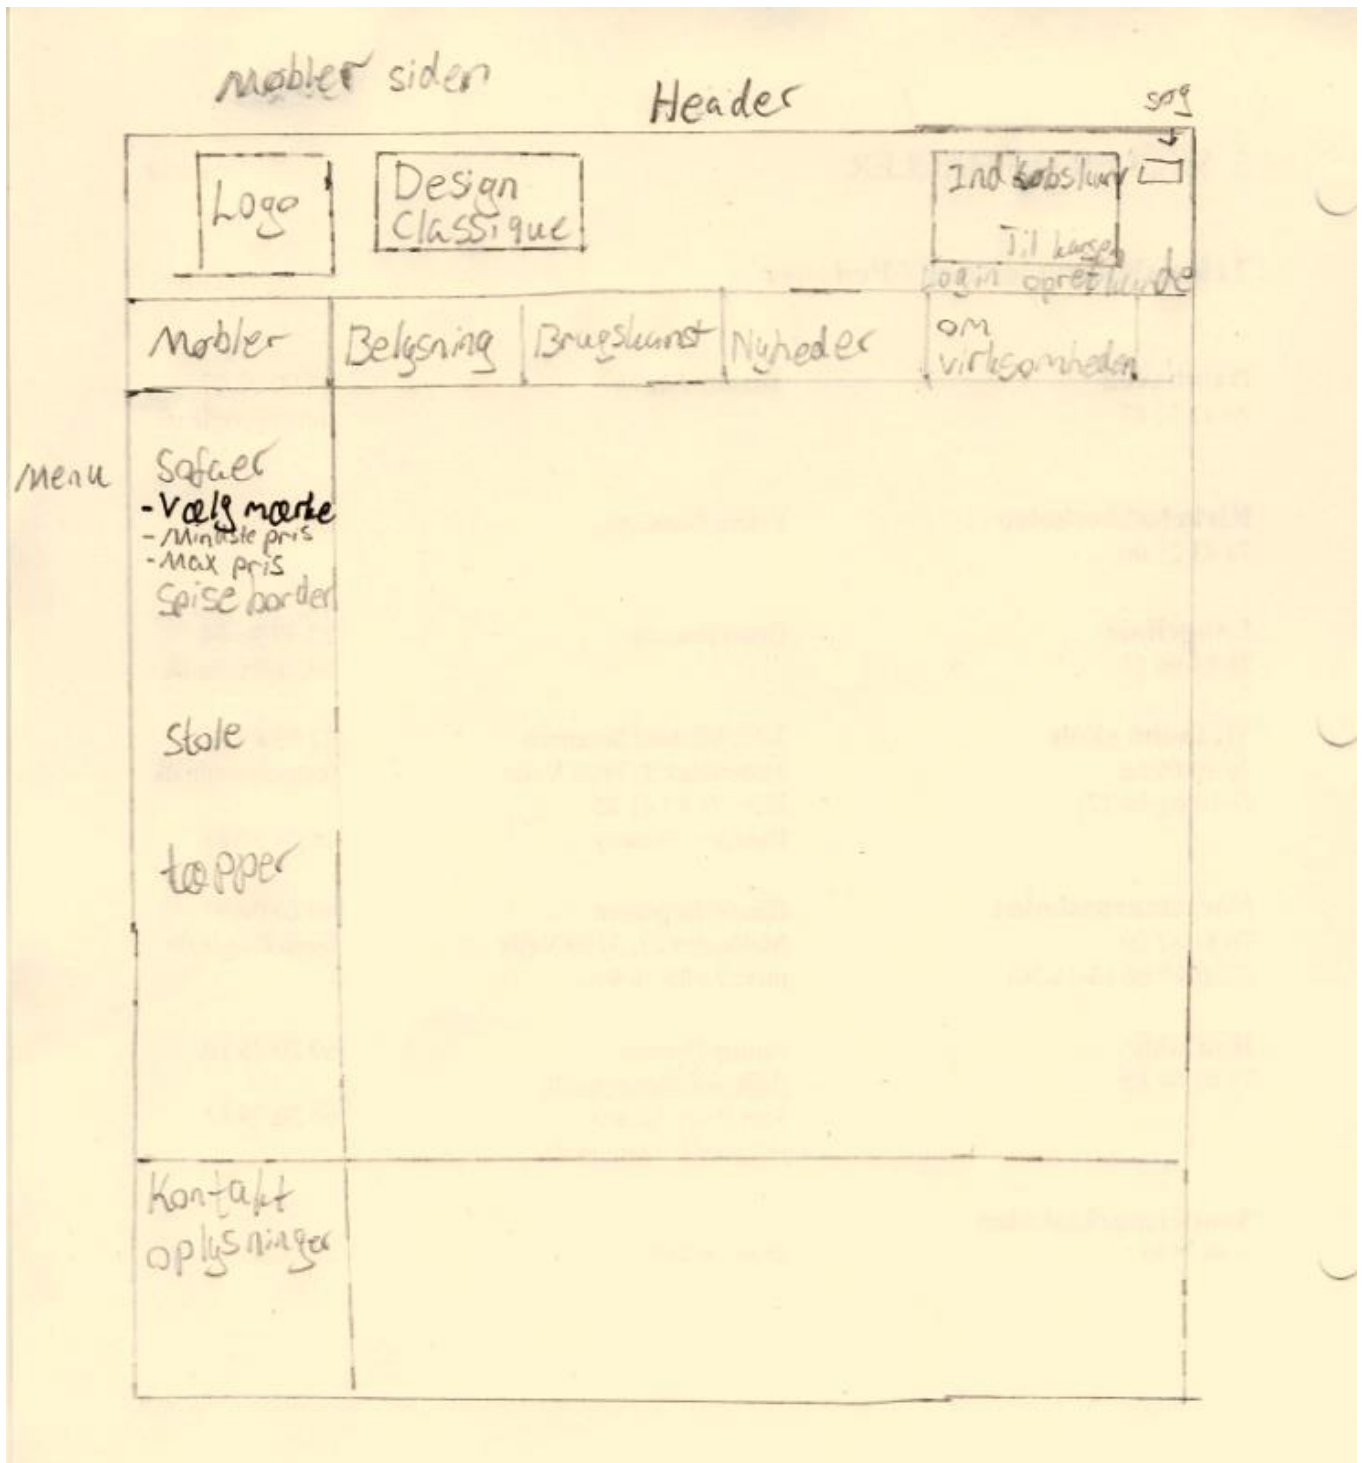 Møbler siden
Header
søg
Logo
Design
Classique
Indkøbskurv
Til kassen
Login opret kunde
Møbler
Belysning
Brugskunst
Nyheder
om
virksomheden
Menu
Sofaer
- Vælg mærke
- Mindste pris
- Max pris
Spise border
Stole
tæpper
Kontakt
oplysninger